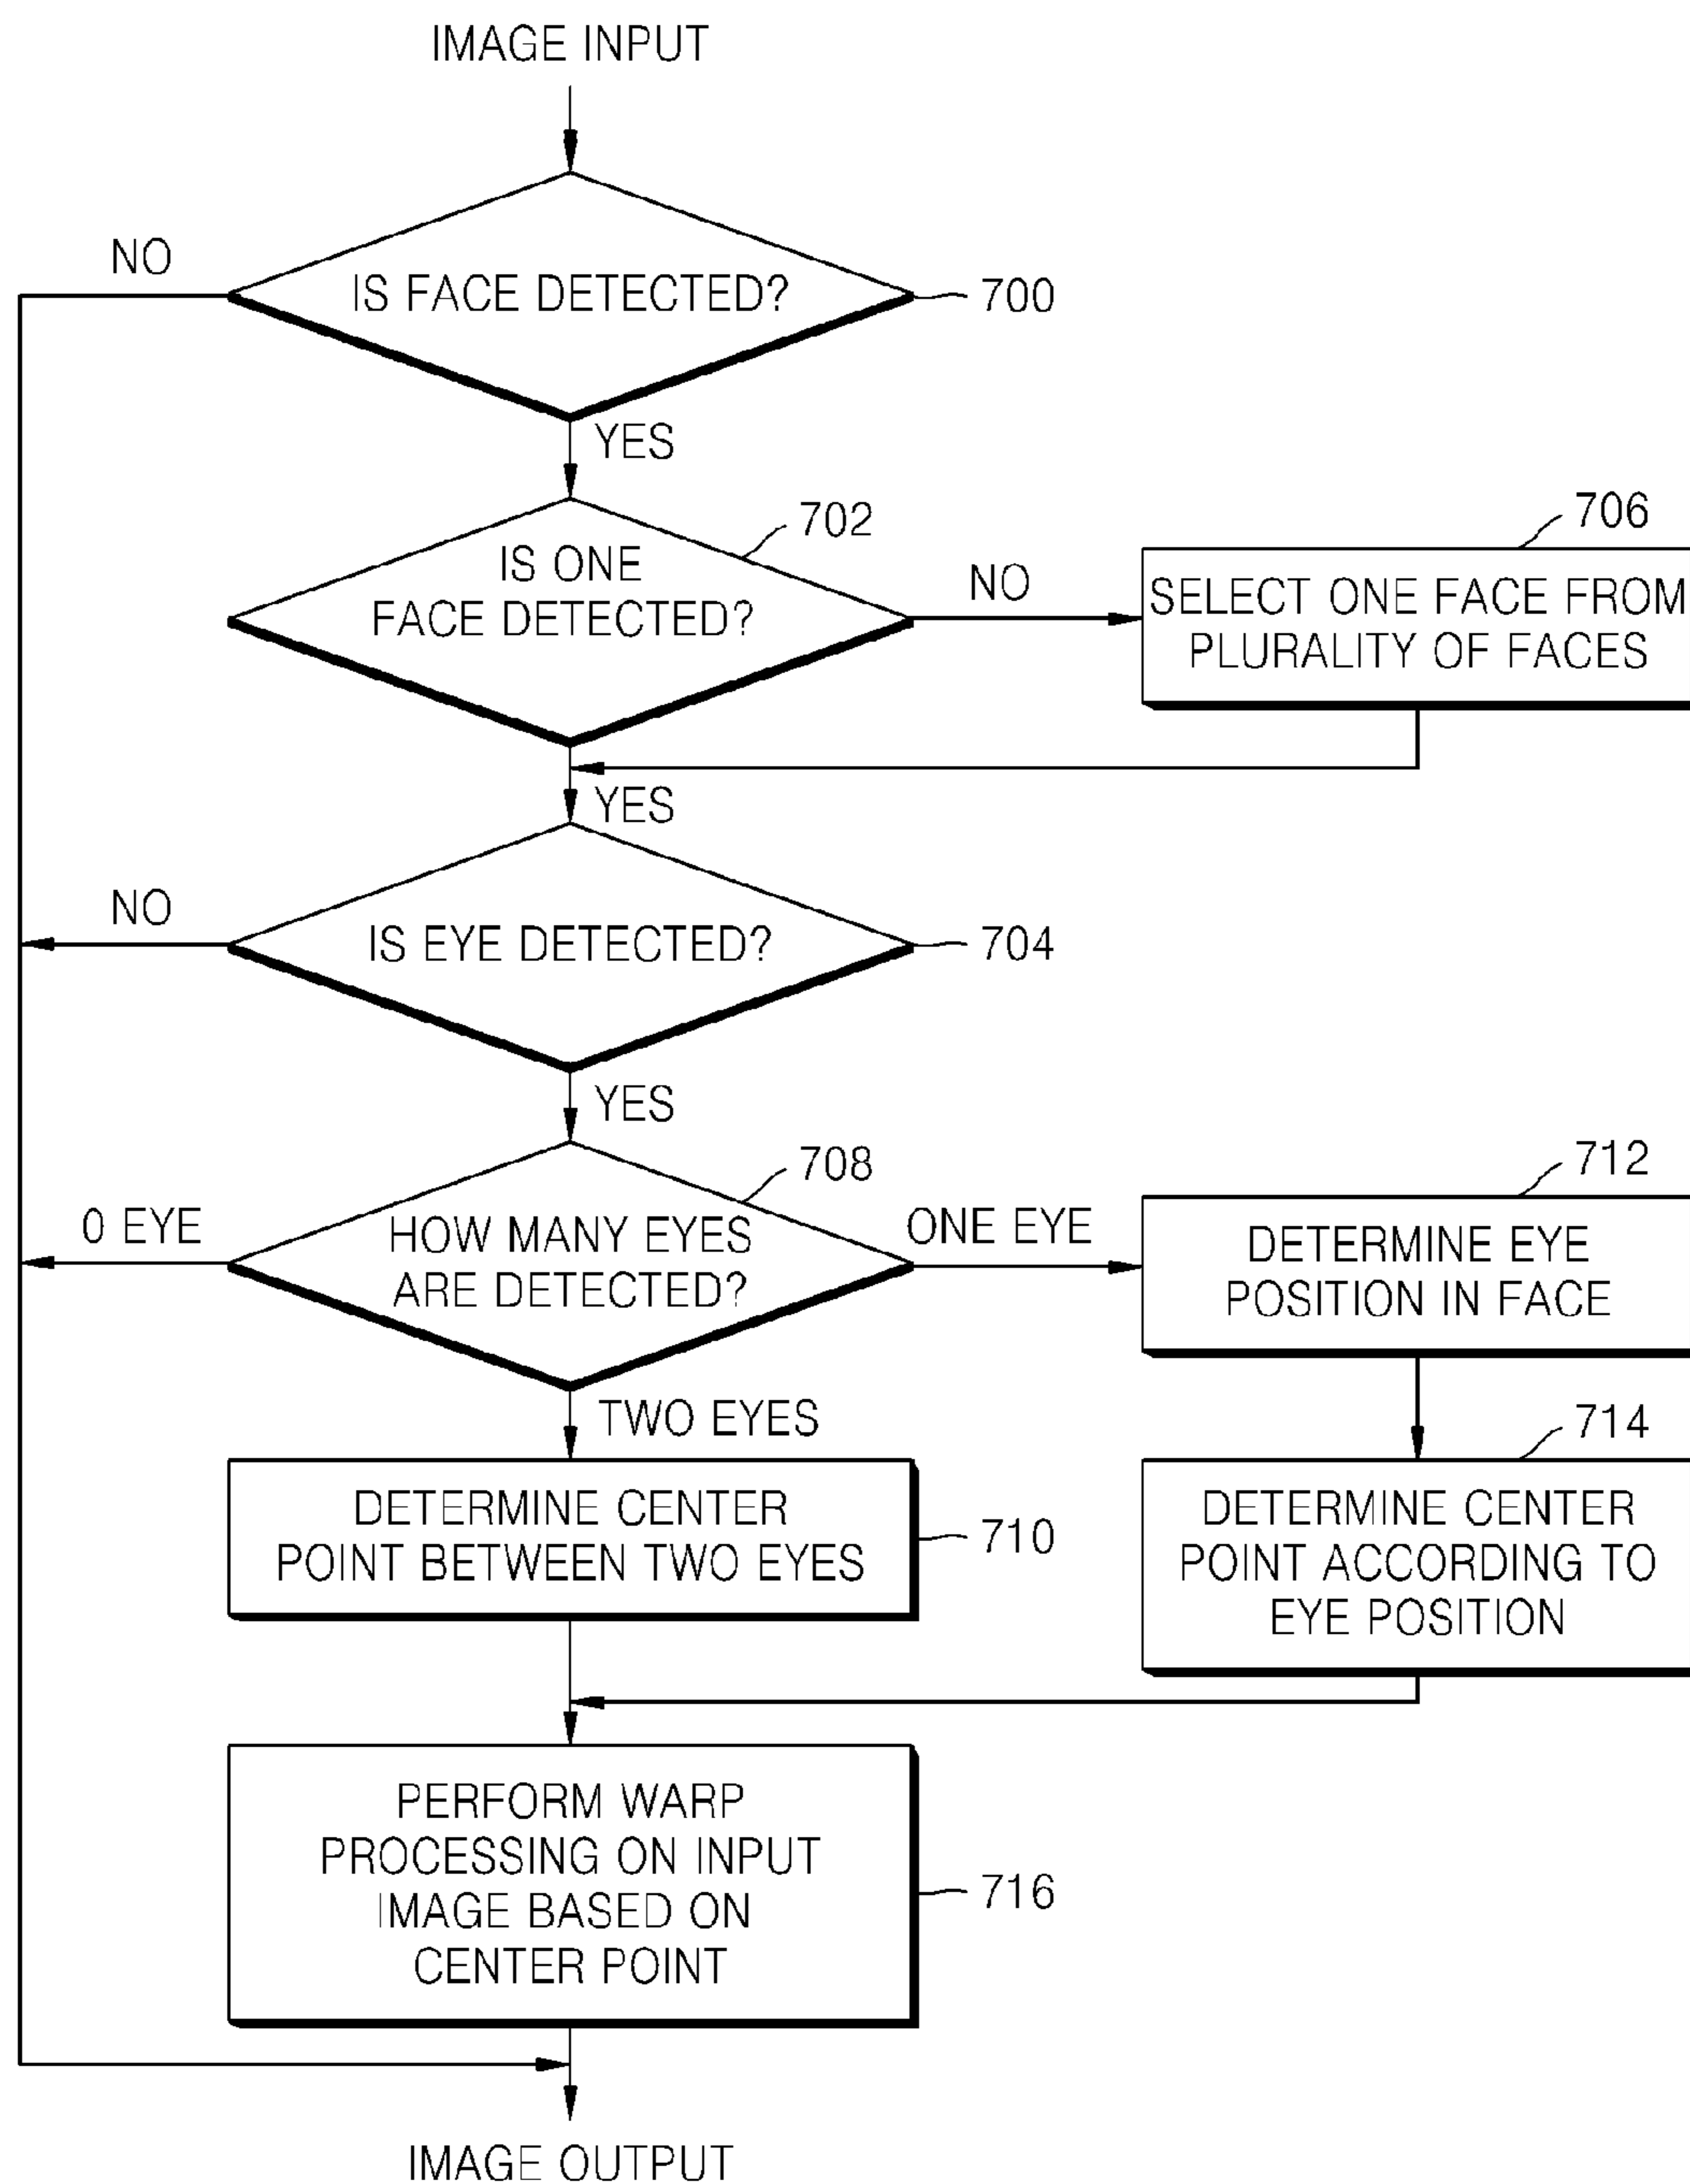 IMAGE INPUT
NO
IS FACE DETECTED?
700
YES
702
IS ONE
FACE DETECTED?
NO
706
SELECT ONE FACE FROM
PLURALITY OF FACES
YES
NO
IS EYE DETECTED?
704
YES
708
0 EYE
HOW MANY EYES
ARE DETECTED?
ONE EYE
712
DETERMINE EYE
POSITION IN FACE
TWO EYES
714
DETERMINE CENTER
POINT BETWEEN TWO EYES
710
DETERMINE CENTER
POINT ACCORDING TO
EYE POSITION
PERFORM WARP
PROCESSING ON INPUT
IMAGE BASED ON
CENTER POINT
716
IMAGE OUTPUT